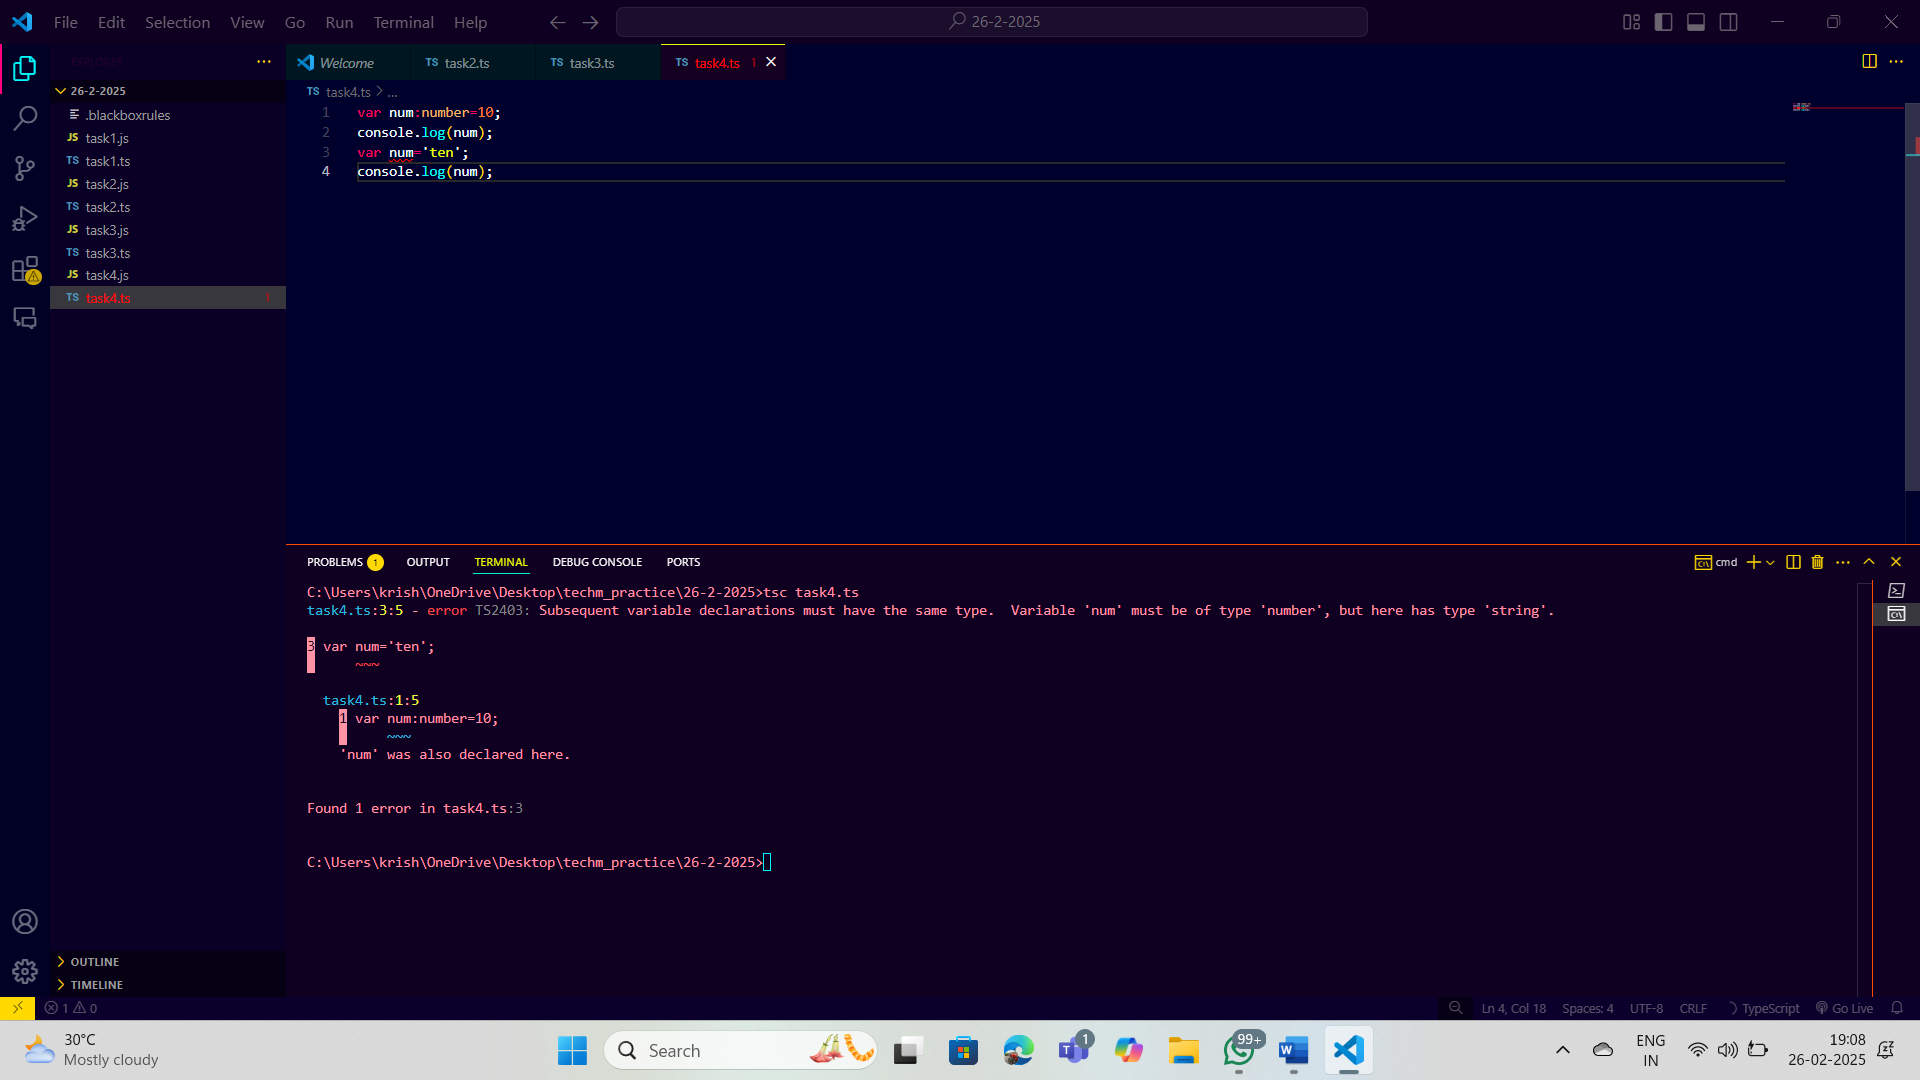 File Edit Selection View Go Run Terminal Help
26-2-2025
EXPLORER
26-2-2025
.blackboxrules
JS task1.js
TS task1.ts
JS task2.js
TS task2.ts
JS task3.js
TS task3.ts
JS task4.js
TS task4.ts 1
OUTLINE
TIMELINE
Welcome TS task2.ts TS task3.ts TS task4.ts 1
TS task4.ts > ...
1 var num:number=10;
2 console.log(num);
3 var num='ten';
4 console.log(num);
PROBLEMS 1 OUTPUT TERMINAL DEBUG CONSOLE PORTS
cmd
C:\Users\krish\OneDrive\Desktop\techm_practice\26-2-2025>tsc task4.ts
task4.ts:3:5 - error TS2403: Subsequent variable declarations must have the same type.  Variable 'num' must be of type 'number', but here has type 'string'.
3 var num='ten';
~~~
task4.ts:1:5
1 var num:number=10;
~~~
'num' was also declared here.
Found 1 error in task4.ts:3
C:\Users\krish\OneDrive\Desktop\techm_practice\26-2-2025>
1 0
Ln 4, Col 18 Spaces: 4 UTF-8 CRLF TypeScript Go Live
30°C
Mostly cloudy
Search
1
99+
ENG
IN
19:08
26-02-2025